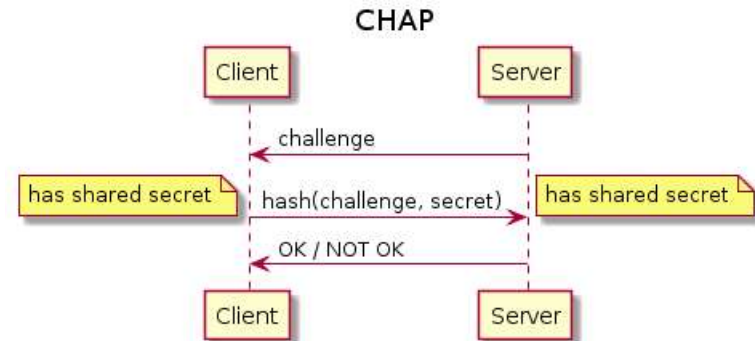 CHAP
Client
Server
challenge
has shared secret
hash(challenge, secret)
has shared secret
OK / NOT OK
Client
Server